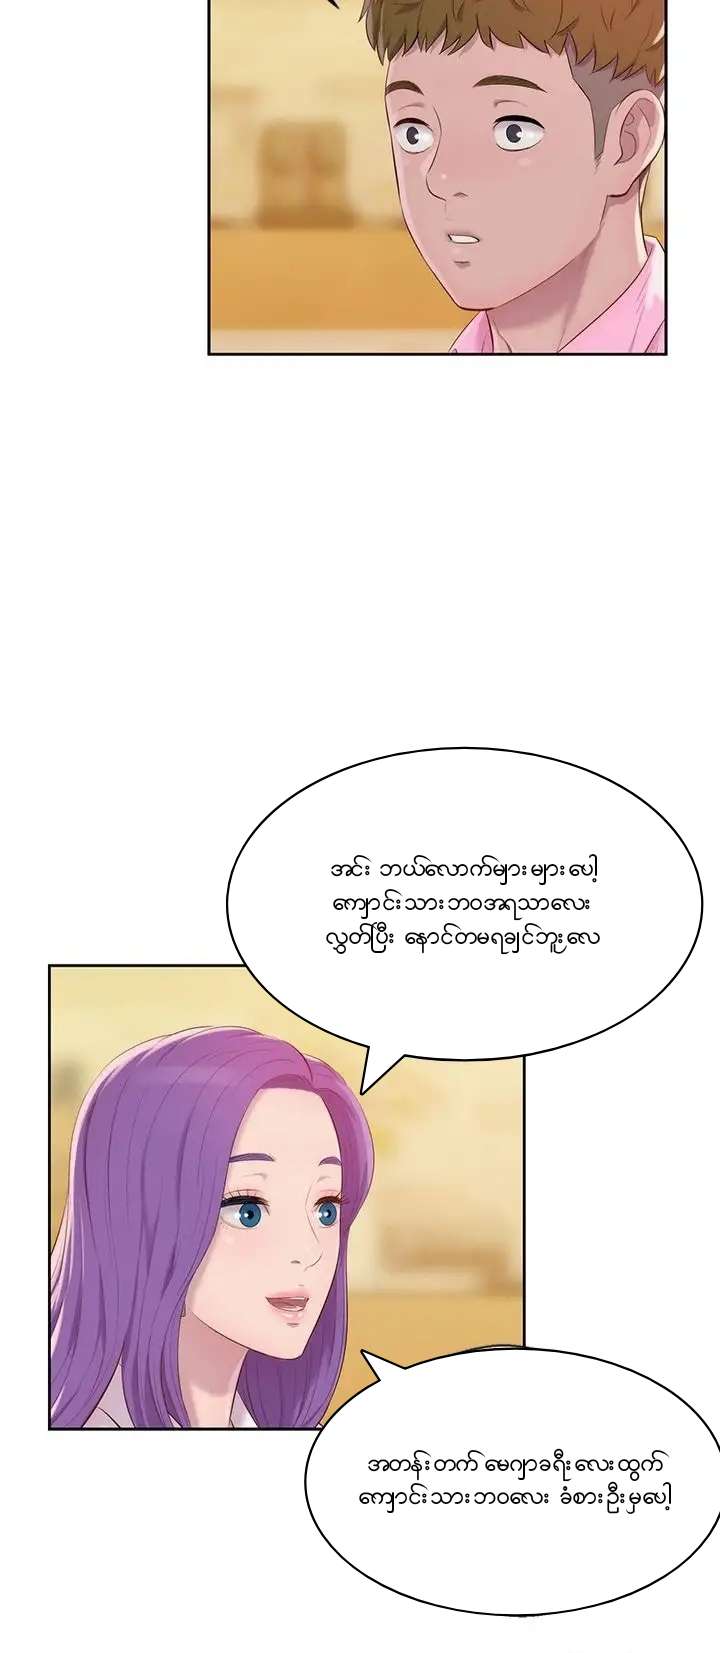 အင်း ဘယ်လောက်များများပေါ့
ကျောင်းသားဘဝအရသာလေး
လွှတ်ပြီး နောင်တမရချင်ဘူးလေ
အတန်းတက် မေဂျာခရီးလေးထွက်
ကျောင်းသားဘဝလေး ခံစားဦးမှပေါ့